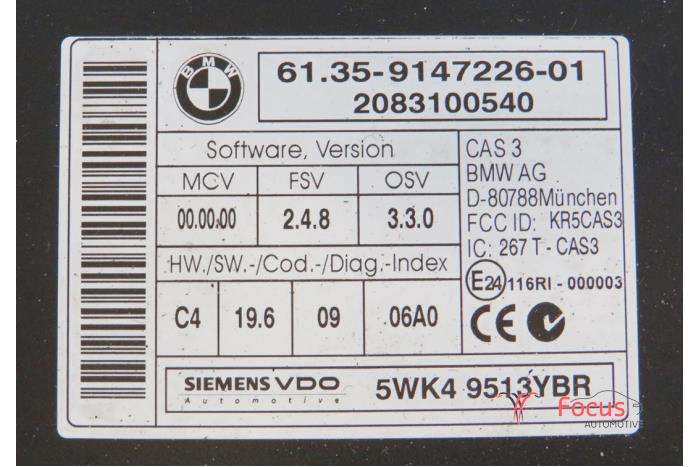 BMW
61.35-9147226-01
2083100540
Software, Version
MCV FSV OSV
00.00.00 2.4.8 3.3.0
HW./SW.-/Cod.-/Diag.-Index
C4 19.6 09 06A0
CAS 3
BMW AG
D-80788München
FCC ID: KR5CAS3
IC: 267 T - CAS3
E24 116RI - 000003
CE N
SIEMENS VDO
Automotive
5WK4 9513YBR
Focus
AUTOMOTIVE